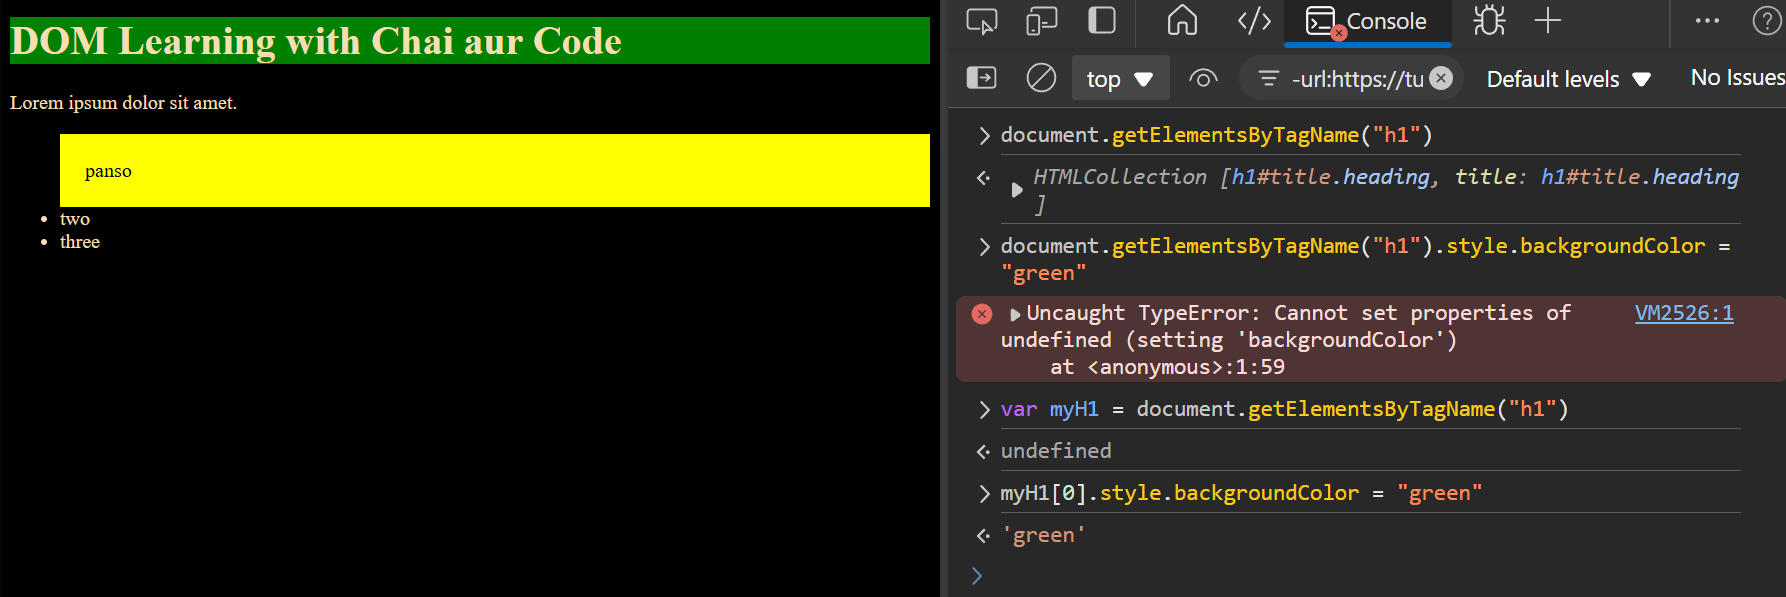 DOM Learning with Chai aur Code
Lorem ipsum dolor sit amet.
panso
two
three
Console
top
-url:https://tu
Default levels
No Issues
document.getElementsByTagName("h1")
HTMLCollection [h1#title.heading, title: h1#title.heading
]
document.getElementsByTagName("h1").style.backgroundColor =
"green"
Uncaught TypeError: Cannot set properties of
VM2526:1
undefined (setting 'backgroundColor')
at <anonymous>:1:59
var myH1 = document.getElementsByTagName("h1")
undefined
myH1[0].style.backgroundColor = "green"
'green'